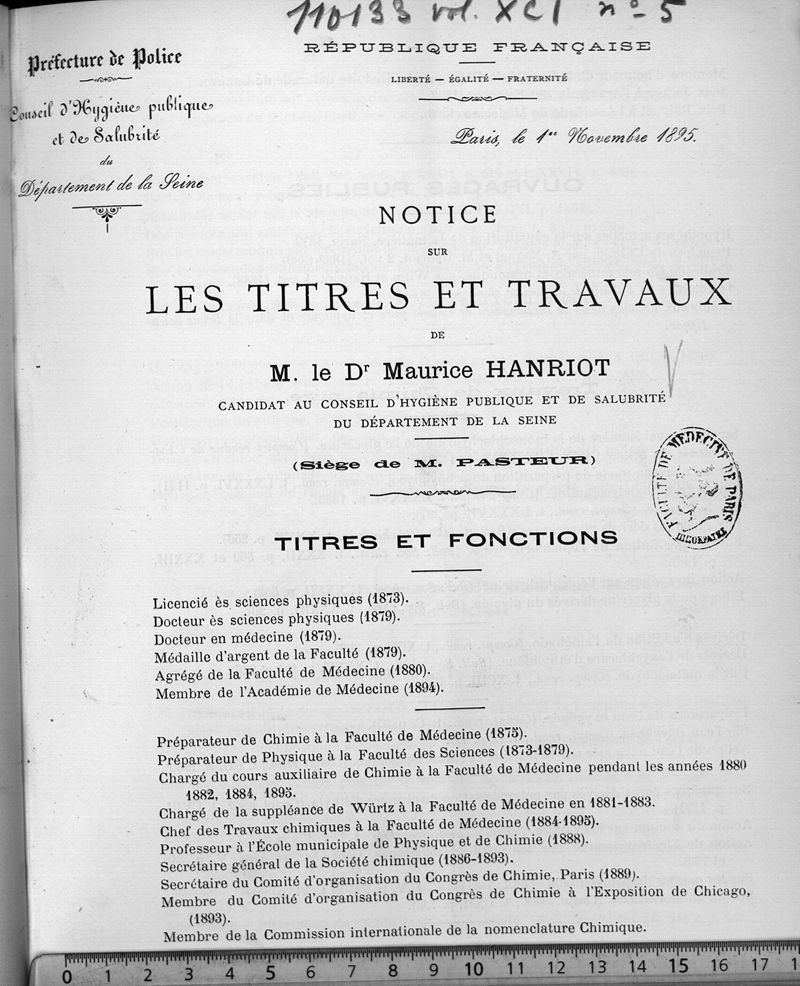 110133 vol. XCI n° 5
Préfecture de Police
Conseil d'Hygiène publique
et de Salubrité
du
Département de la Seine
RÉPUBLIQUE FRANÇAISE
LIBERTÉ — ÉGALITÉ — FRATERNITÉ
Paris, le 1er Novembre 1895.
NOTICE
SUR
LES TITRES ET TRAVAUX
DE
M. le Dr Maurice HANRIOT
CANDIDAT AU CONSEIL D'HYGIÈNE PUBLIQUE ET DE SALUBRITÉ
DU DÉPARTEMENT DE LA SEINE
(Siège de M. PASTEUR)
FACULTÉ DE MÉDECINE DE PARIS
TITRES ET FONCTIONS
Licencié ès sciences physiques (1873).
Docteur ès sciences physiques (1879).
Docteur en médecine (1879).
Médaille d'argent de la Faculté (1879).
Agrégé de la Faculté de Médecine (1880).
Membre de l'Académie de Médecine (1894).
Préparateur de Chimie à la Faculté de Médecine (1875).
Préparateur de Physique à la Faculté des Sciences (1873-1879).
Chargé du cours auxiliaire de Chimie à la Faculté de Médecine pendant les années 1880
1882, 1884, 1895.
Chargé de la suppléance de Würtz à la Faculté de Médecine en 1881-1883.
Chef des Travaux chimiques à la Faculté de Médecine (1884-1895).
Professeur à l'École municipale de Physique et de Chimie (1888).
Secrétaire général de la Société chimique (1886-1893).
Secrétaire du Comité d'organisation du Congrès de Chimie, Paris (1889).
Membre du Comité d'organisation du Congrès de Chimie à l'Exposition de Chicago,
(1893).
Membre de la Commission internationale de la nomenclature Chimique.
0 1 2 3 4 5 6 7 8 9 10 11 12 13 14 15 16 17